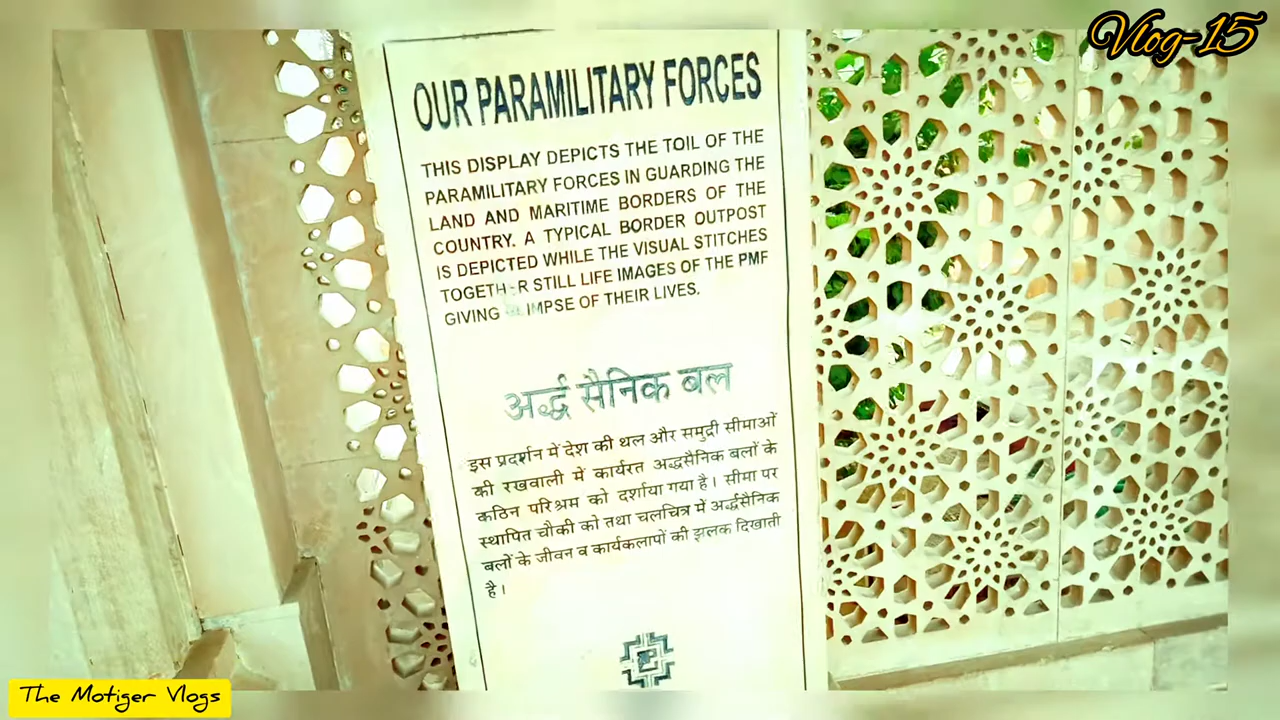 Vlog-15
OUR PARAMILITARY FORCES
THIS DISPLAY DEPICTS THE TOIL OF THE
PARAMILITARY FORCES IN GUARDING THE
LAND AND MARITIME BORDERS OF THE
COUNTRY. A TYPICAL BORDER OUTPOST
IS DEPICTED WHILE THE VISUAL STITCHES
TOGETHER STILL LIFE IMAGES OF THE PMF
GIVING GLIMPSE OF THEIR LIVES.
अर्द्ध सैनिक बल
इस प्रदर्शन में देश की थल और समुद्री सीमाओं
की रखवाली में कार्यरत अद्धसैनिक बलों के
कठिन परिश्रम को दर्शाया गया है। सीमा पर
स्थापित चौकी को तथा चलचित्र में अर्द्धसैनिक
बलों के जीवन व कार्यकलापों की झलक दिखाती
है।
The Motiger Vlogs